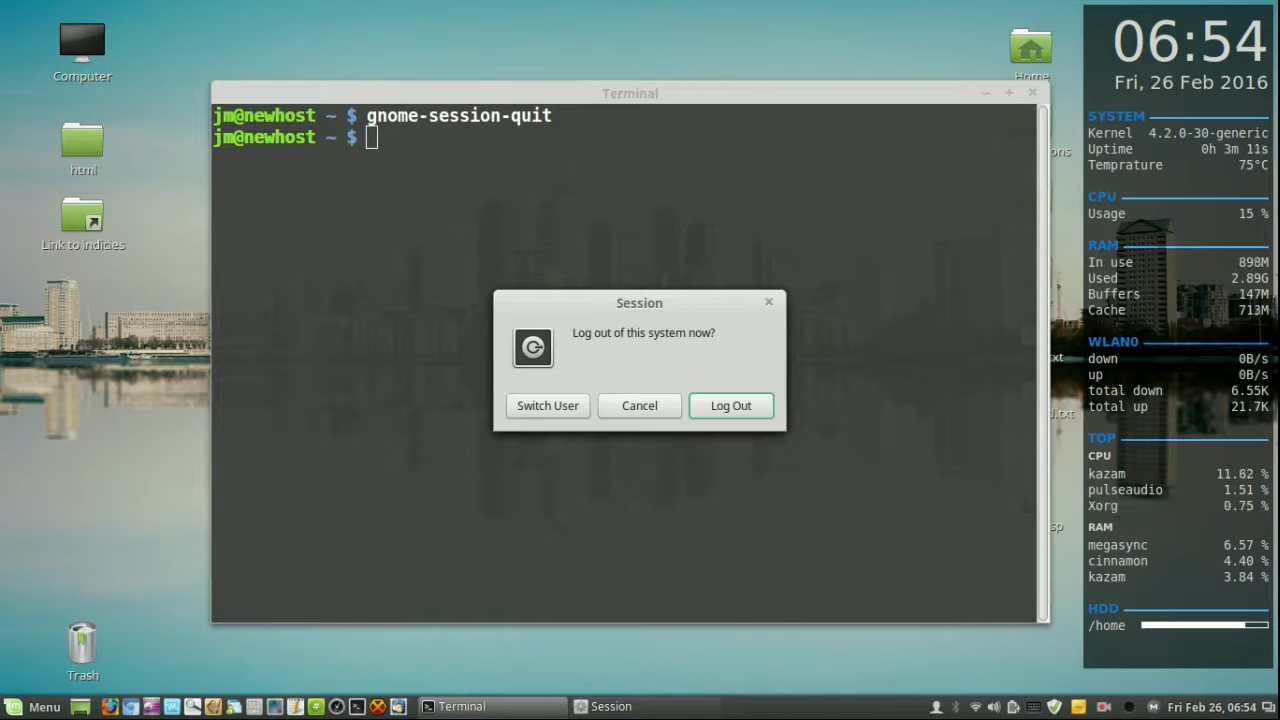 Computer
html
Link to indicies
Trash
Home
Terminal
jm@newhost ~ $ gnome-session-quit
jm@newhost ~ $
ons
txt
l.txt
sp
Session
Log out of this system now?
Switch User
Cancel
Log Out
06:54
Fri, 26 Feb 2016
SYSTEM
Kernel 4.2.0-30-generic
Uptime 0h 3m 11s
Temprature 75°C
CPU
Usage 15 %
RAM
In use 898M
Used 2.89G
Buffers 147M
Cache 713M
WLAN0
down 0B/s
up 0B/s
total down 6.55K
total up 21.7K
TOP
CPU
kazam 11.82 %
pulseaudio 1.51 %
Xorg 0.75 %
RAM
megasync 6.57 %
cinnamon 4.40 %
kazam 3.84 %
HDD
/home
Menu
Terminal
Session
Fri Feb 26, 06:54